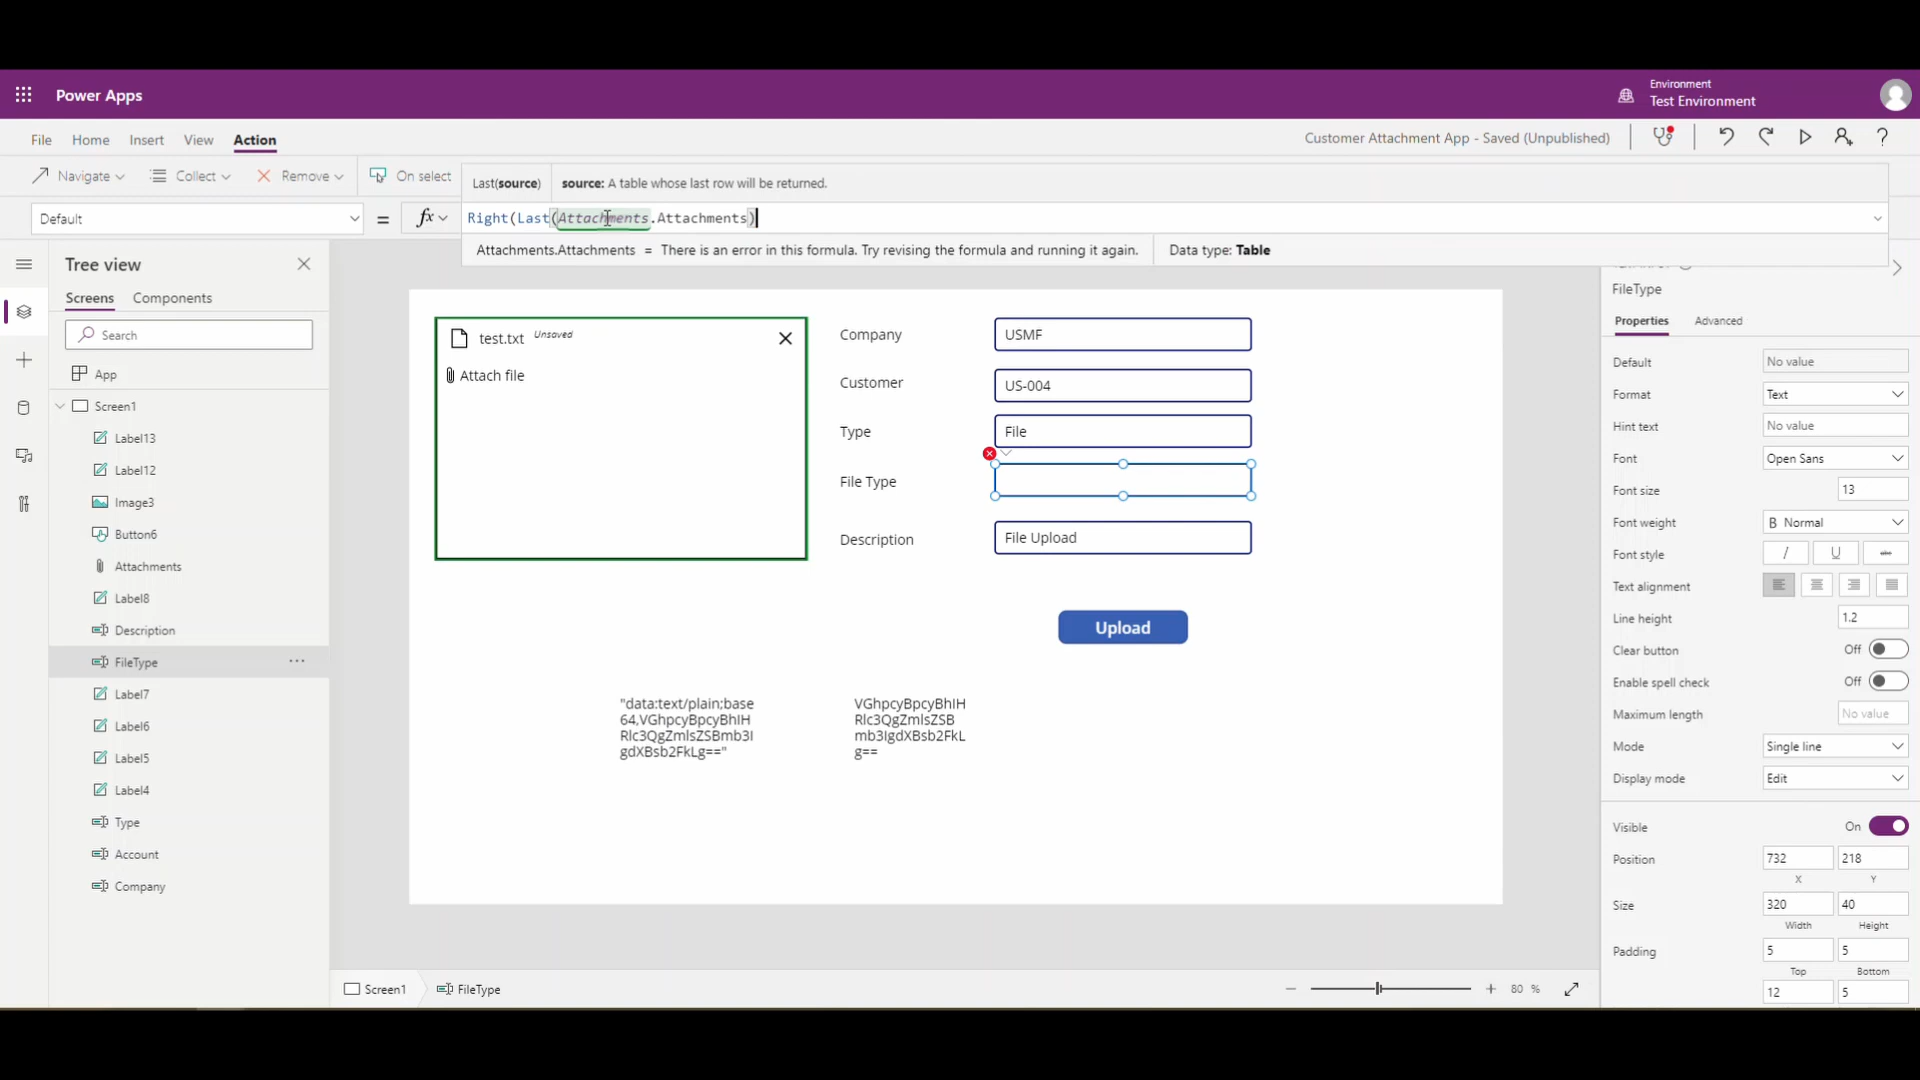 Power Apps
Environment
Test Environment
File
Home
Insert
View
Action
Customer Attachment App - Saved (Unpublished)
Navigate
Collect
Remove
On select
Last(source)
source: A table whose last row will be returned.
Default
=
fx
Right(Last(Attachments.Attachments)
Attachments.Attachments = There is an error in this formula. Try revising the formula and running it again.
Data type: Table
Tree view
Screens
Components
Search
App
Screen1
Label13
Label12
Image3
Button6
Attachments
Label8
Description
FileType
Label7
Label6
Label5
Label4
Type
Account
Company
test.txt
Unsaved
Attach file
Company
USMF
Customer
US-004
Type
File
File Type
Description
File Upload
Upload
"data:text/plain;base
64,VGhpcyBpcyBhIH
Rlc3QgZmlsZSBmb3I
gdXBsb2FkLg=="
VGhpcyBpcyBhIH
Rlc3QgZmlsZSB
mb3IgdXBsb2FkL
g==
FileType
Properties
Advanced
Default
No value
Format
Text
Hint text
No value
Font
Open Sans
Font size
13
Font weight
B Normal
Font style
/
U
abc
Text alignment
Line height
1.2
Clear button
Off
Enable spell check
Off
Maximum length
No value
Mode
Single line
Display mode
Edit
Visible
On
Position
732
218
X
Y
Size
320
40
Width
Height
Padding
5
5
Top
Bottom
12
5
Screen1
FileType
80 %